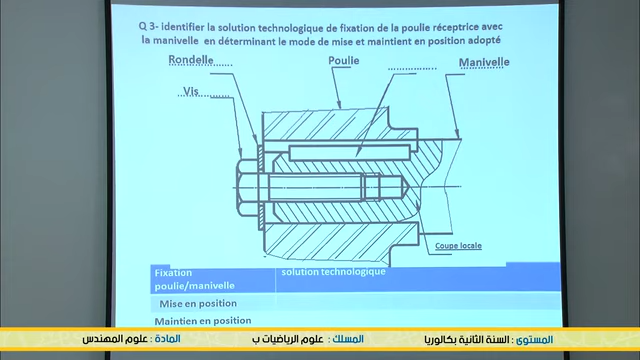 Q 3- identifier la solution technologique de fixation de la poulie réceptrice avec
la manivelle en déterminant le mode de mise et maintient en position adopté
Rondelle
Poulie
................
Manivelle
Vis
Coupe locale
Fixation poulie/manivelle
solution technologique
Mise en position
Maintien en position
المستوى : السنة الثانية بكالوريا
المسلك : علوم الرياضيات ب
المادة : علوم المهندس